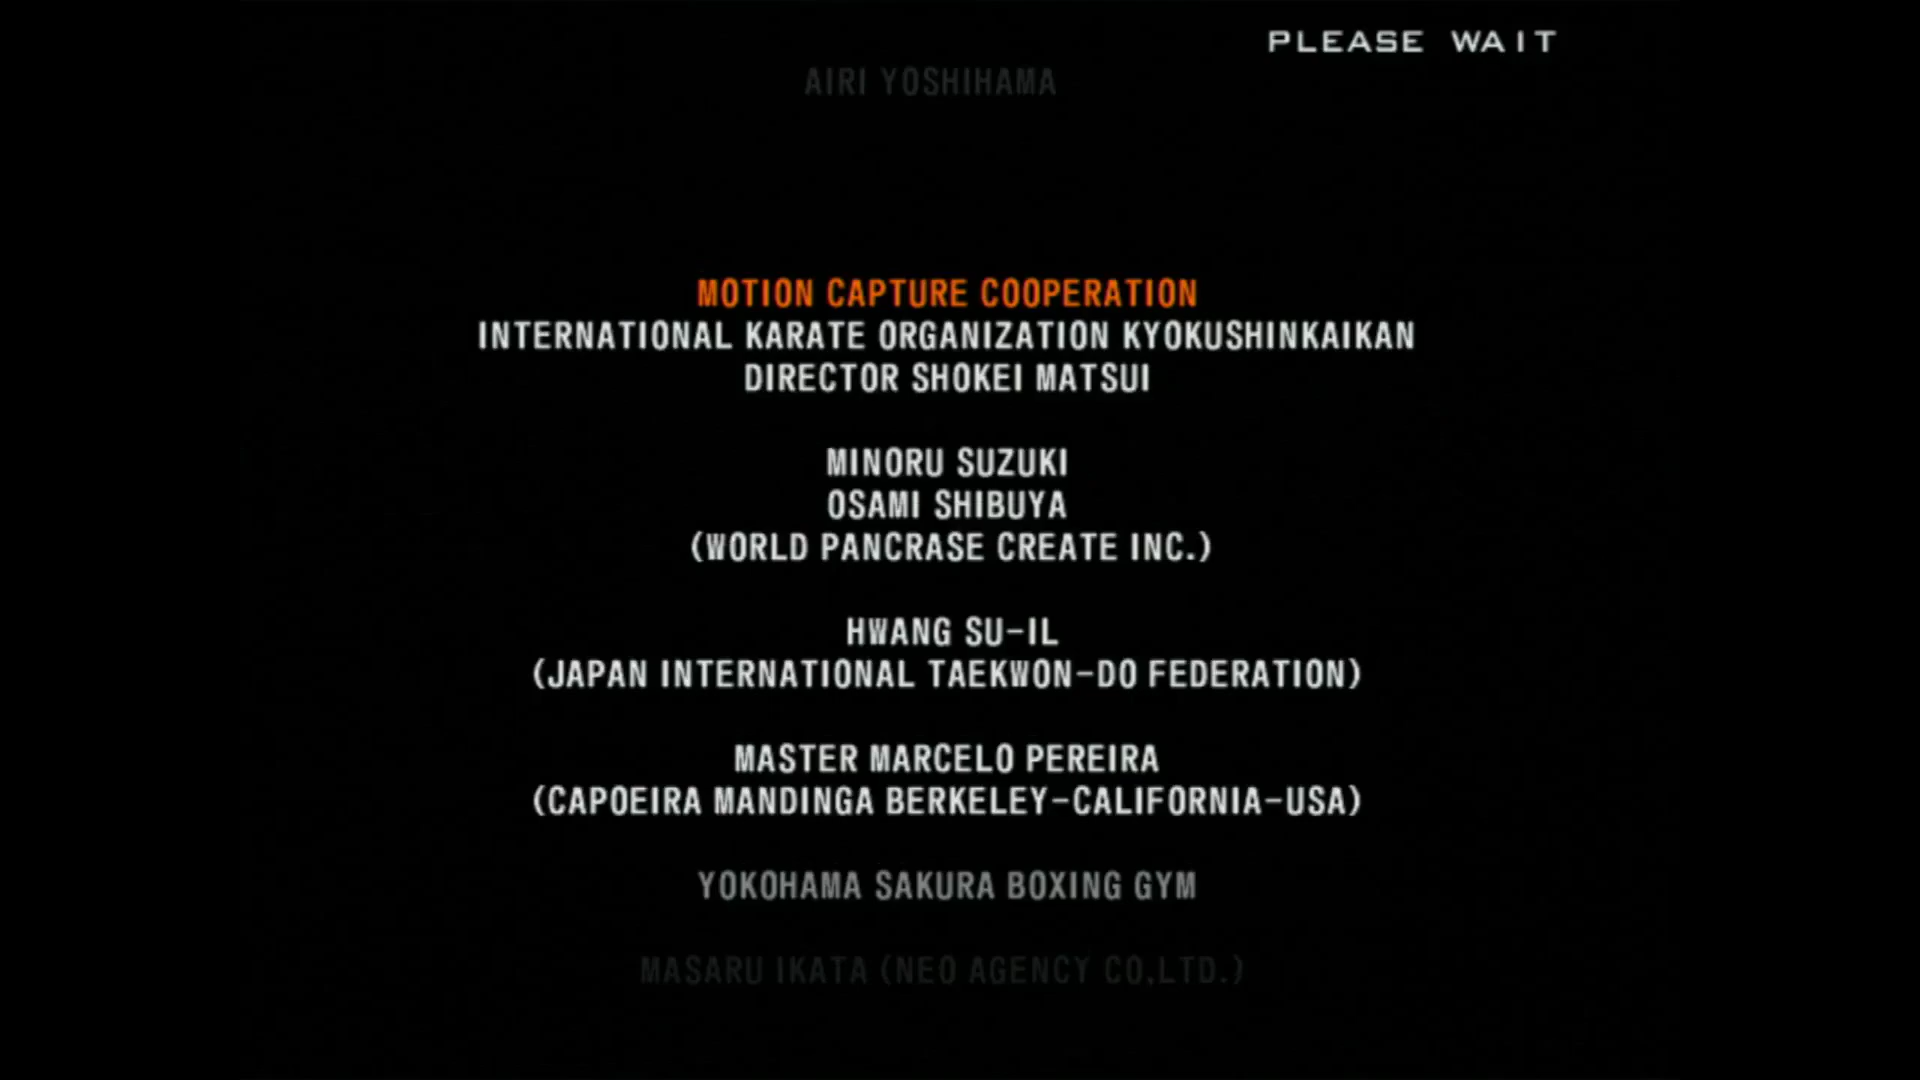 PLEASE WAIT
AIRI YOSHIHAMA
MOTION CAPTURE COOPERATION
INTERNATIONAL KARATE ORGANIZATION KYOKUSHINKAIKAN
DIRECTOR SHOKEI MATSUI
MINORU SUZUKI
OSAMI SHIBUYA
(WORLD PANCRASE CREATE INC.)
HWANG SU-IL
(JAPAN INTERNATIONAL TAEKWON-DO FEDERATION)
MASTER MARCELO PEREIRA
(CAPOEIRA MANDINGA BERKELEY-CALIFORNIA-USA)
YOKOHAMA SAKURA BOXING GYM
MASARU IKATA (NEO AGENCY CO,LTD.)